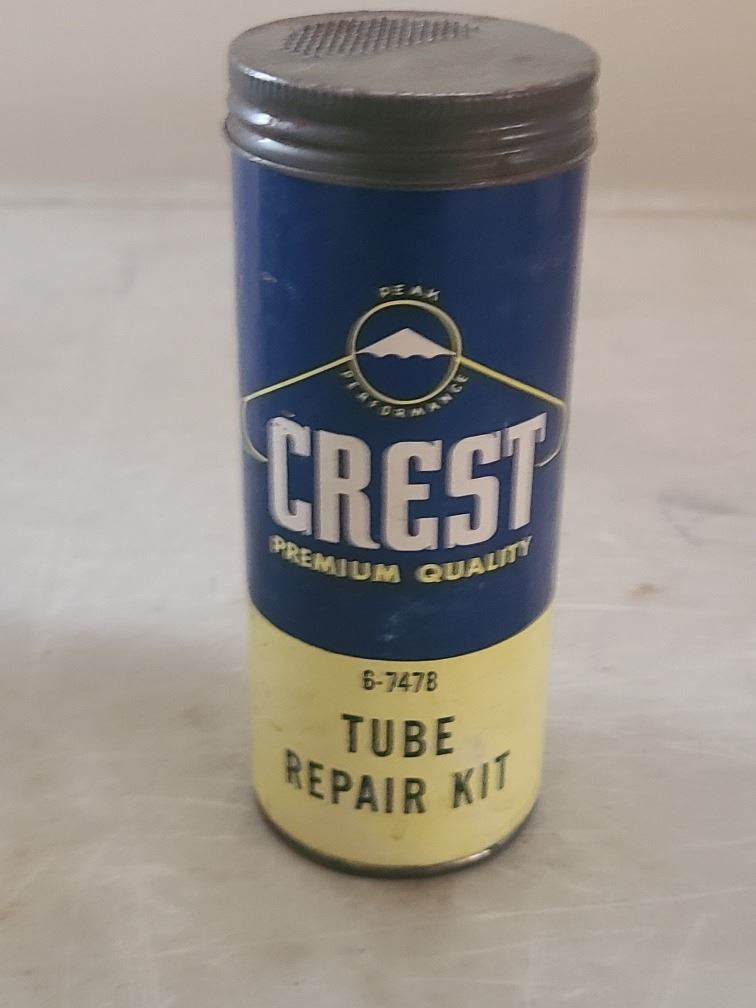 PEAK
PERFORMANCE
CREST
PREMIUM QUALITY
6-7478
TUBE
REPAIR KIT